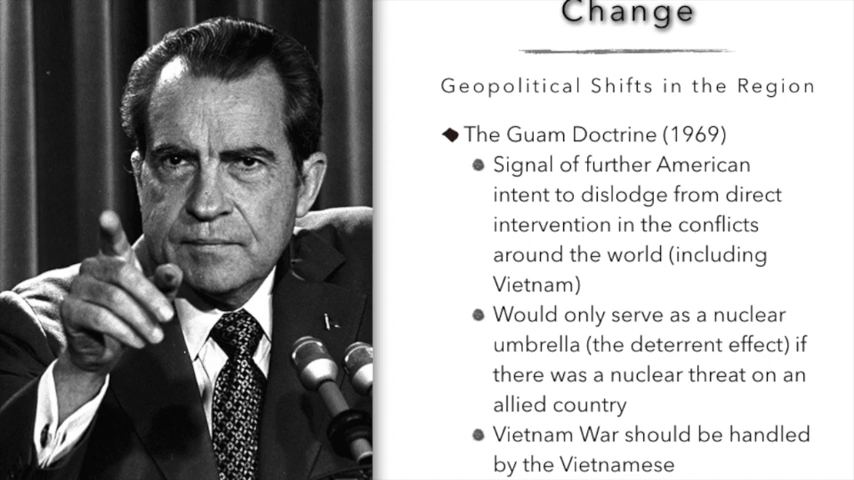 Change
Geopolitical Shifts in the Region
The Guam Doctrine (1969)
Signal of further American
intent to dislodge from direct
intervention in the conflicts
around the world (including
Vietnam)
Would only serve as a nuclear
umbrella (the deterrent effect) if
there was a nuclear threat on an
allied country
Vietnam War should be handled
by the Vietnamese